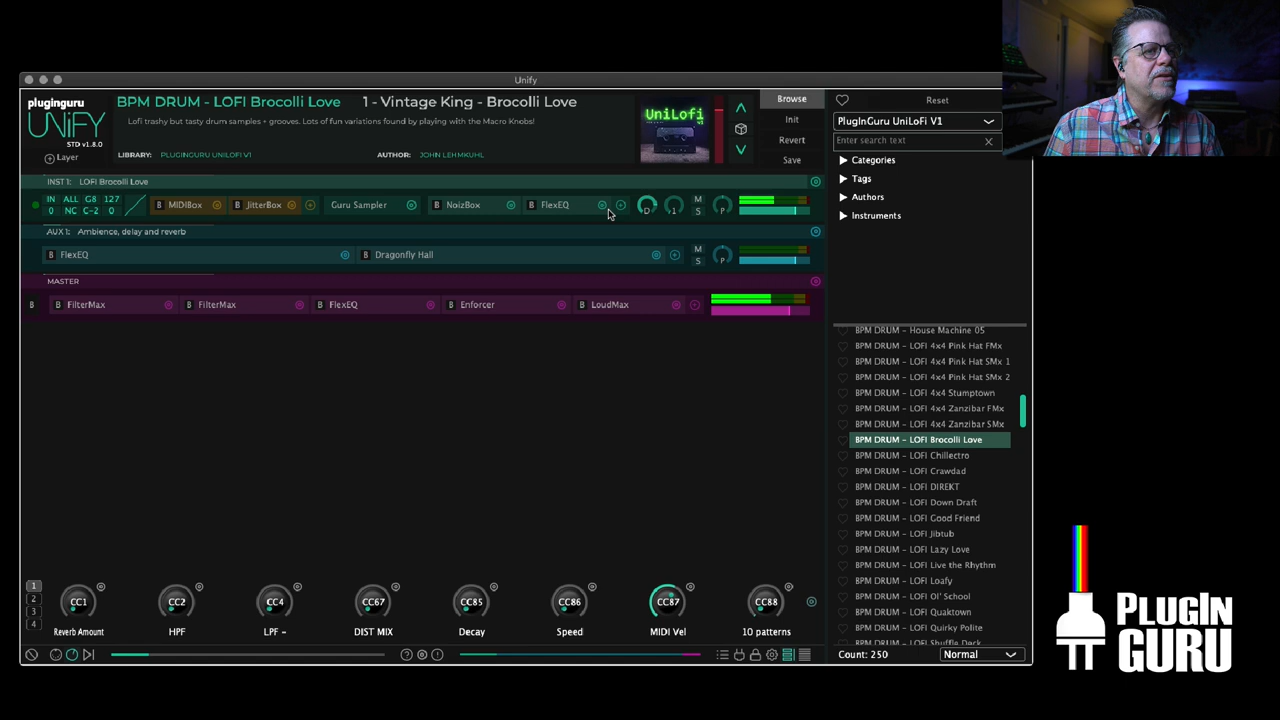 Unify
pluginguru
UNIFY
STD v1.8.0
Layer
BPM DRUM - LOFI Brocolli Love 1 - Vintage King - Brocolli Love
Lofi trashy but tasty drum samples + grooves. Lots of fun variations found by playing with the Macro Knobs!
LIBRARY: PLUGINGURU UNILOFI V1 AUTHOR: JOHN LEHMKUHL
UniLoFi
V1
Browse
Init
Revert
Save
Reset
PlugInGuru UniLoFi V1
Enter search text
Categories
Tags
Authors
Instruments
INST 1: LOFI Brocolli Love
IN ALL G8 127
0 NC C-2 0
B MIDIBox B JitterBox Guru Sampler B NoizBox B FlexEQ D 1 M S P
AUX 1: Ambience, delay and reverb
B FlexEQ B Dragonfly Hall M S P
MASTER
B B FilterMax B FilterMax B FlexEQ B Enforcer B LoudMax
BPM DRUM - House Machine 05
BPM DRUM - LOFI 4x4 Pink Hat FMx
BPM DRUM - LOFI 4x4 Pink Hat SMx 1
BPM DRUM - LOFI 4x4 Pink Hat SMx 2
BPM DRUM - LOFI 4x4 Stumptown
BPM DRUM - LOFI 4x4 Zanzibar FMx
BPM DRUM - LOFI 4x4 Zanzibar SMx
BPM DRUM - LOFI Brocolli Love
BPM DRUM - LOFI Chillectro
BPM DRUM - LOFI Crawdad
BPM DRUM - LOFI DIREKT
BPM DRUM - LOFI Down Draft
BPM DRUM - LOFI Good Friend
BPM DRUM - LOFI Jibtub
BPM DRUM - LOFI Lazy Love
BPM DRUM - LOFI Live the Rhythm
BPM DRUM - LOFI Loafy
BPM DRUM - LOFI Ol' School
BPM DRUM - LOFI Quaktown
BPM DRUM - LOFI Quirky Polite
BPM DRUM - LOFI Shuffle Deck
Count: 250 Normal
1
2
3
4
CC1 CC2 CC4 CC67 CC85 CC86 CC87 CC88
Reverb Amount HPF LPF - DIST MIX Decay Speed MIDI Vel 10 patterns
PLUGIN
GURU